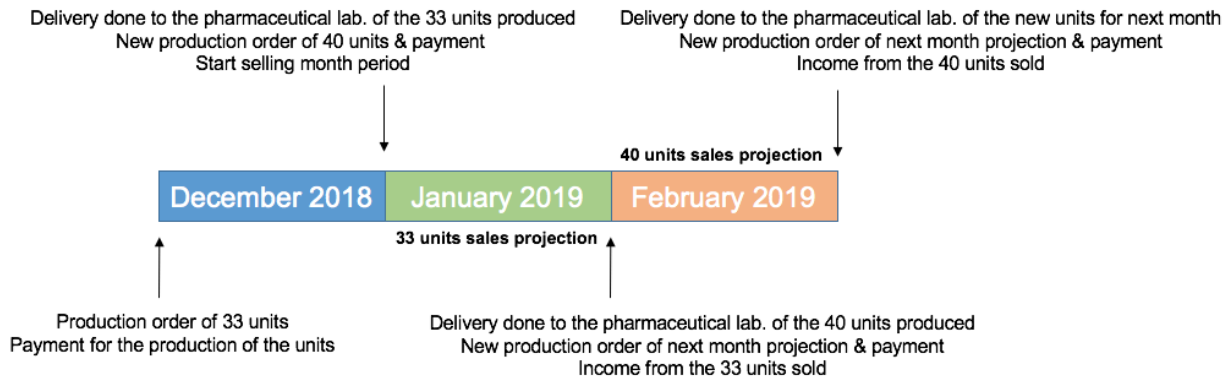 Delivery done to the pharmaceutical lab. of the 33 units produced
New production order of 40 units & payment
Start selling month period
Delivery done to the pharmaceutical lab. of the new units for next month
New production order of next month projection & payment
Income from the 40 units sold
40 units sales projection
December 2018
January 2019
February 2019
33 units sales projection
Production order of 33 units
Payment for the production of the units
Delivery done to the pharmaceutical lab. of the 40 units produced
New production order of next month projection & payment
Income from the 33 units sold